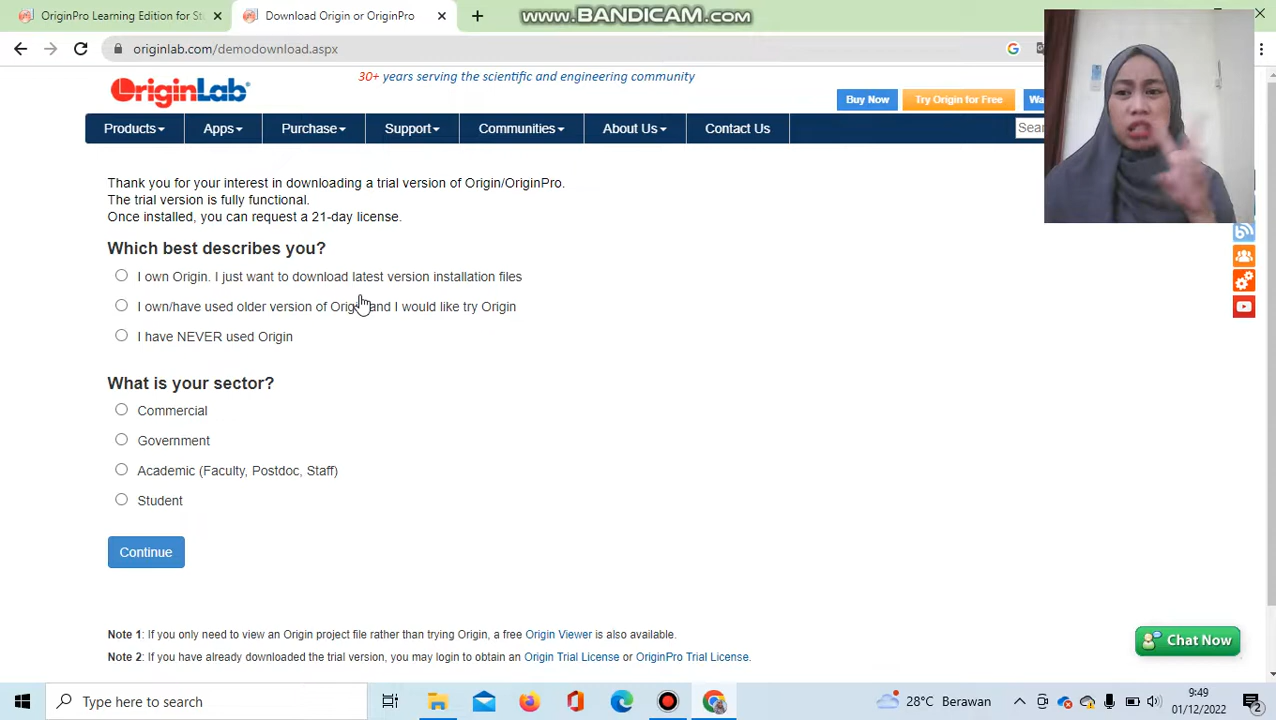 OriginPro Learning Edition for St
Download Origin or OriginPro
www.BANDICAM.com
originlab.com/demodownload.aspx
30+ years serving the scientific and engineering community
OriginLab
Buy Now
Try Origin for Free
Products
Apps
Purchase
Support
Communities
About Us
Contact Us
Thank you for your interest in downloading a trial version of Origin/OriginPro.
The trial version is fully functional.
Once installed, you can request a 21-day license.
Which best describes you?
I own Origin. I just want to download latest version installation files
I own/have used older version of Origin and I would like try Origin
I have NEVER used Origin
What is your sector?
Commercial
Government
Academic (Faculty, Postdoc, Staff)
Student
Continue
Note 1: If you only need to view an Origin project file rather than trying Origin, a free Origin Viewer is also available.
Note 2: If you have already downloaded the trial version, you may login to obtain an Origin Trial License or OriginPro Trial License.
Chat Now
Type here to search
28°C Berawan
9:49
01/12/2022
2